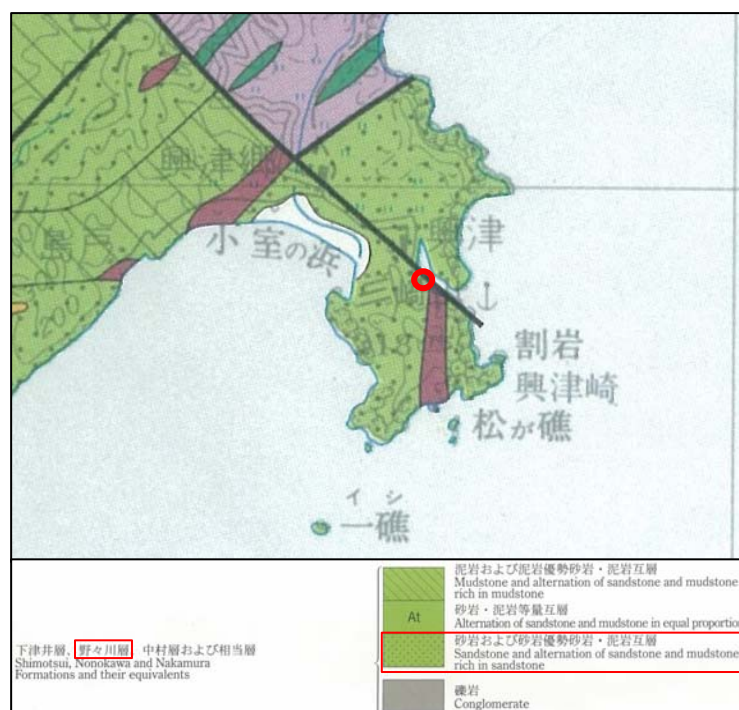 興津郷
小室の浜
島戸
興津
三崎
割岩
興津崎
松が礁
イシ
一礁
200
213
泥岩および泥岩優勢砂岩・泥岩互層
Mudstone and alternation of sandstone and mudstone
rich in mudstone
At
砂岩・泥岩等量互層
Alternation of sandstone and mudstone in equal proportio
下津井層、野々川層 中村層および相当層
Shimotsui, Nonokawa and Nakamura
Formations and their equivalents
砂岩および砂岩優勢砂岩・泥岩互層
Sandstone and alternation of sandstone and mudstone
rich in sandstone
礫岩
Conglomerate